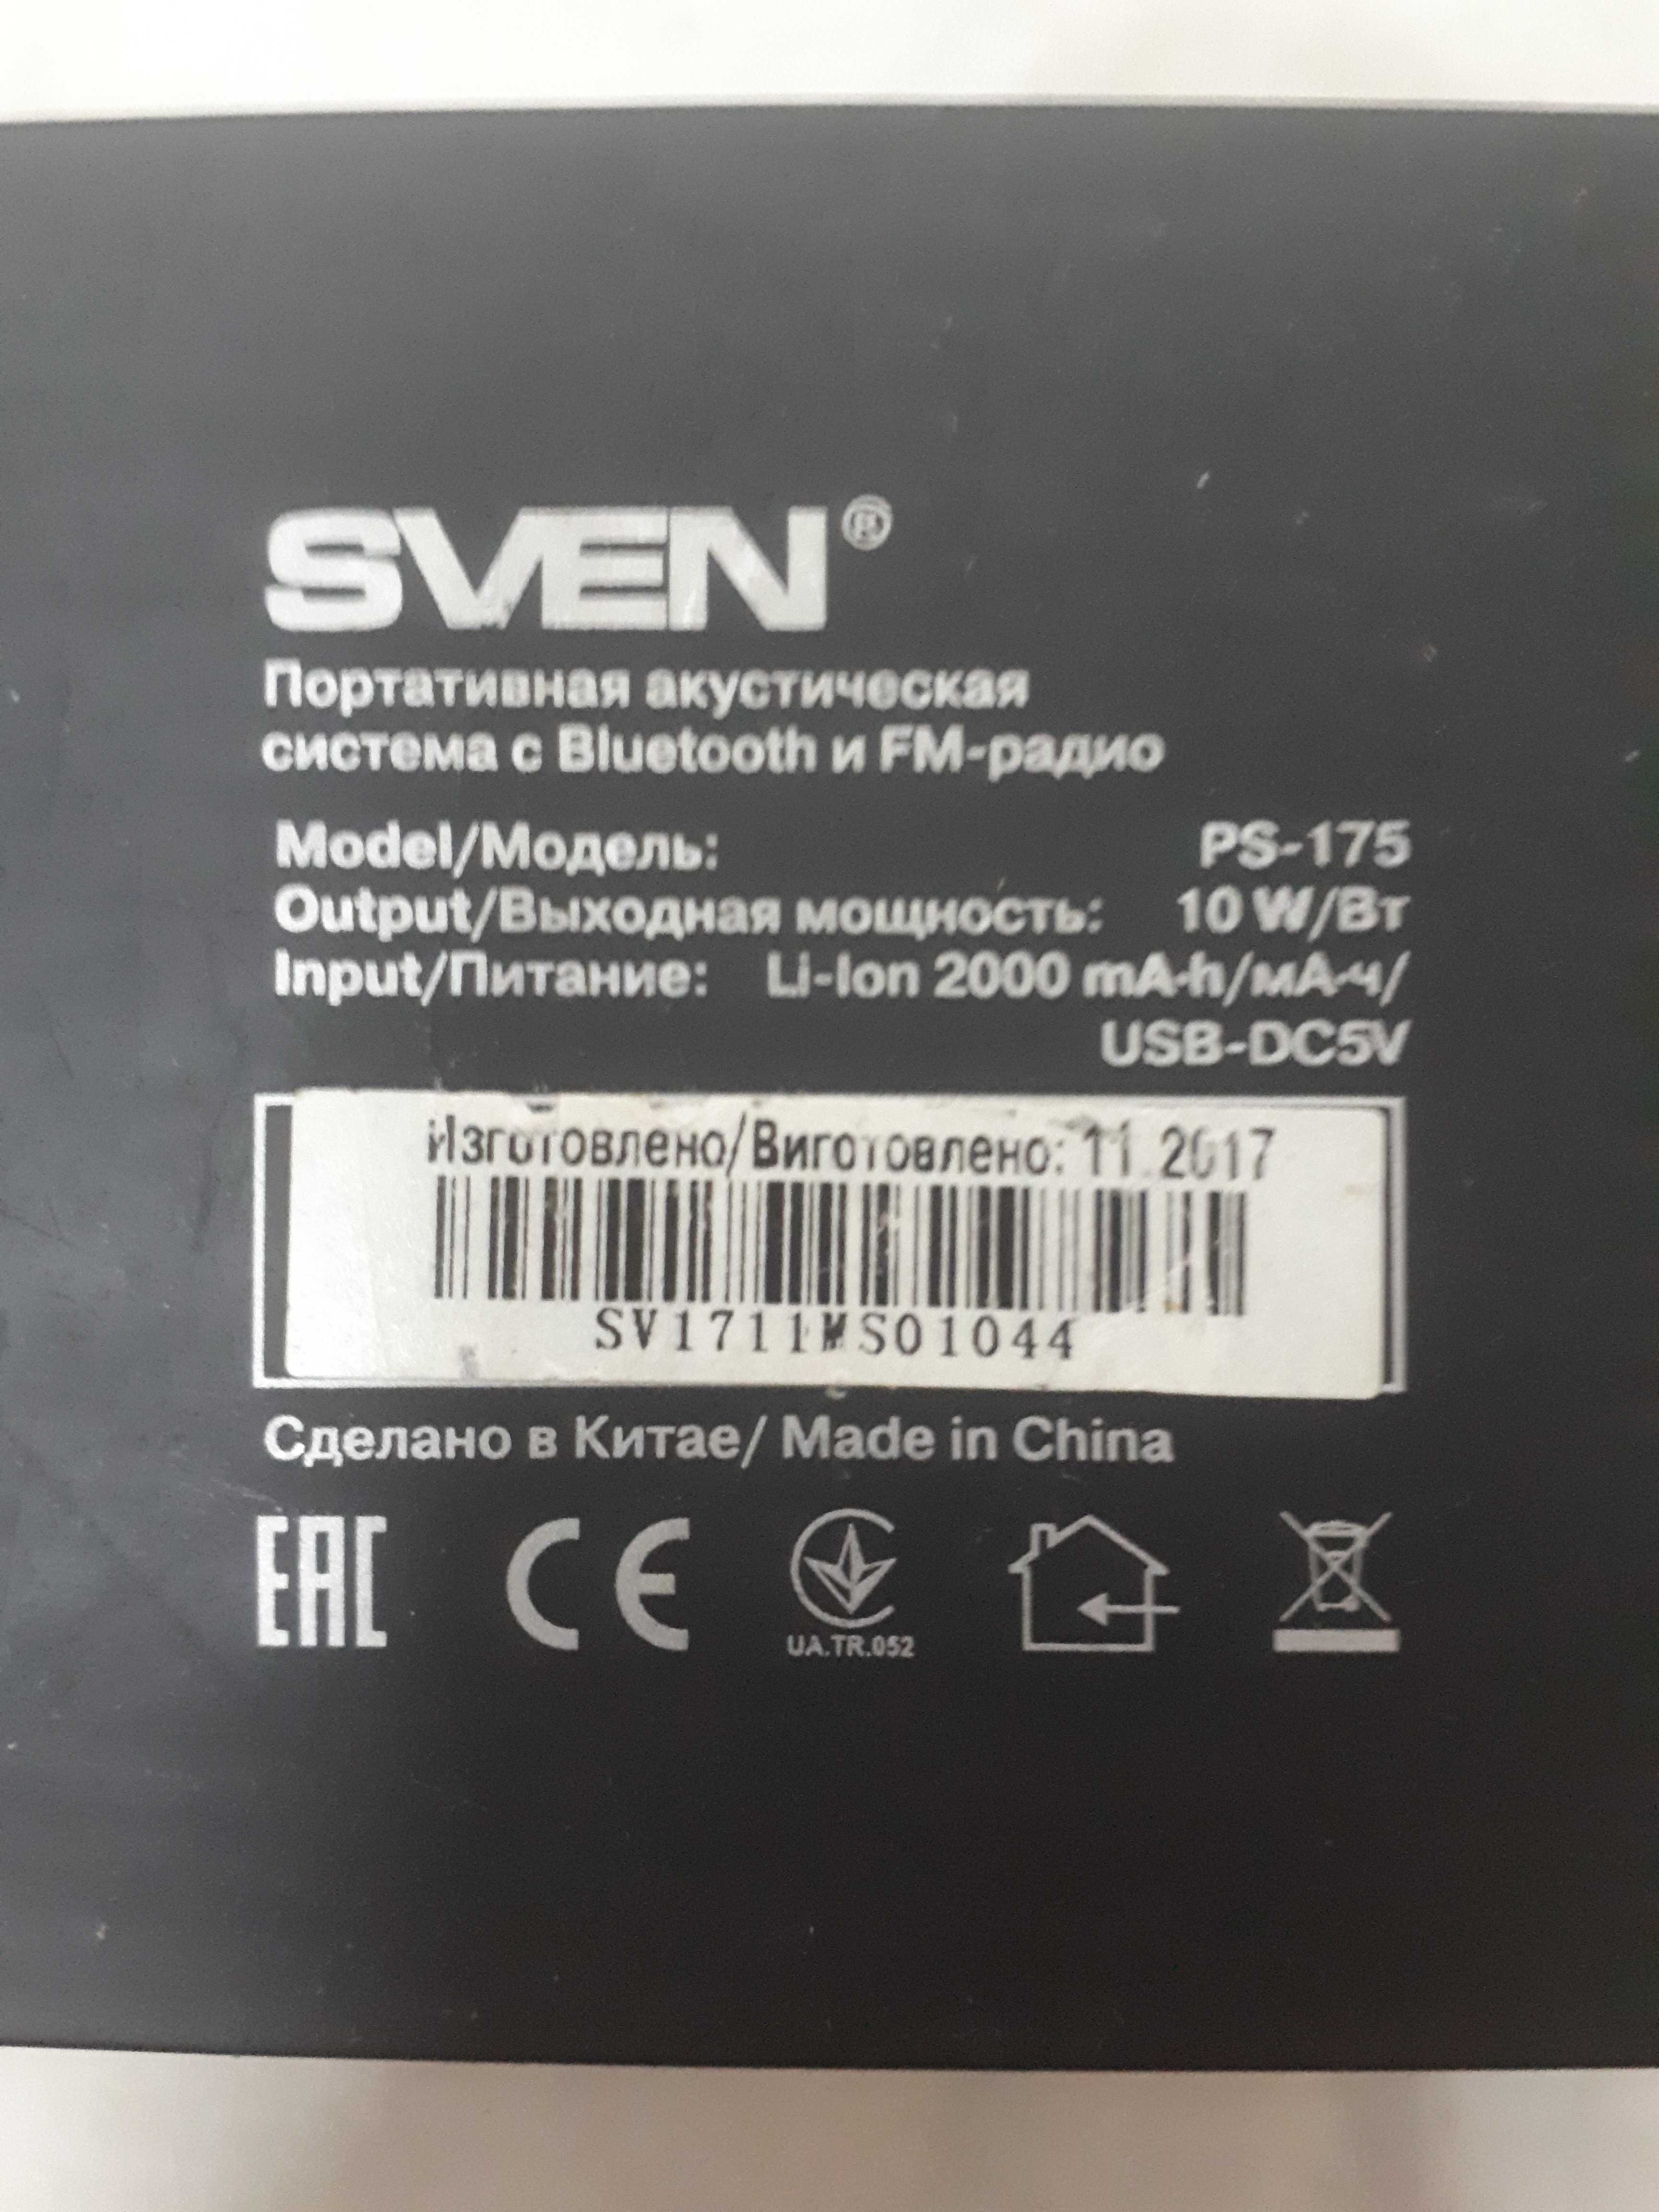 SVEN®
Портативная акустическая
система с Bluetooth и FM-радио
Model/Модель: PS-175
Output/Выходная мощность: 10 W/Вт
Input/Питание: Li-Ion 2000 mA·h/мА·ч/
USB-DC5V
Изготовлено/Виготовлено: 11.2017
SV1711MS01044
Сделано в Китае/ Made in China
EAC CE
UA.TR.052